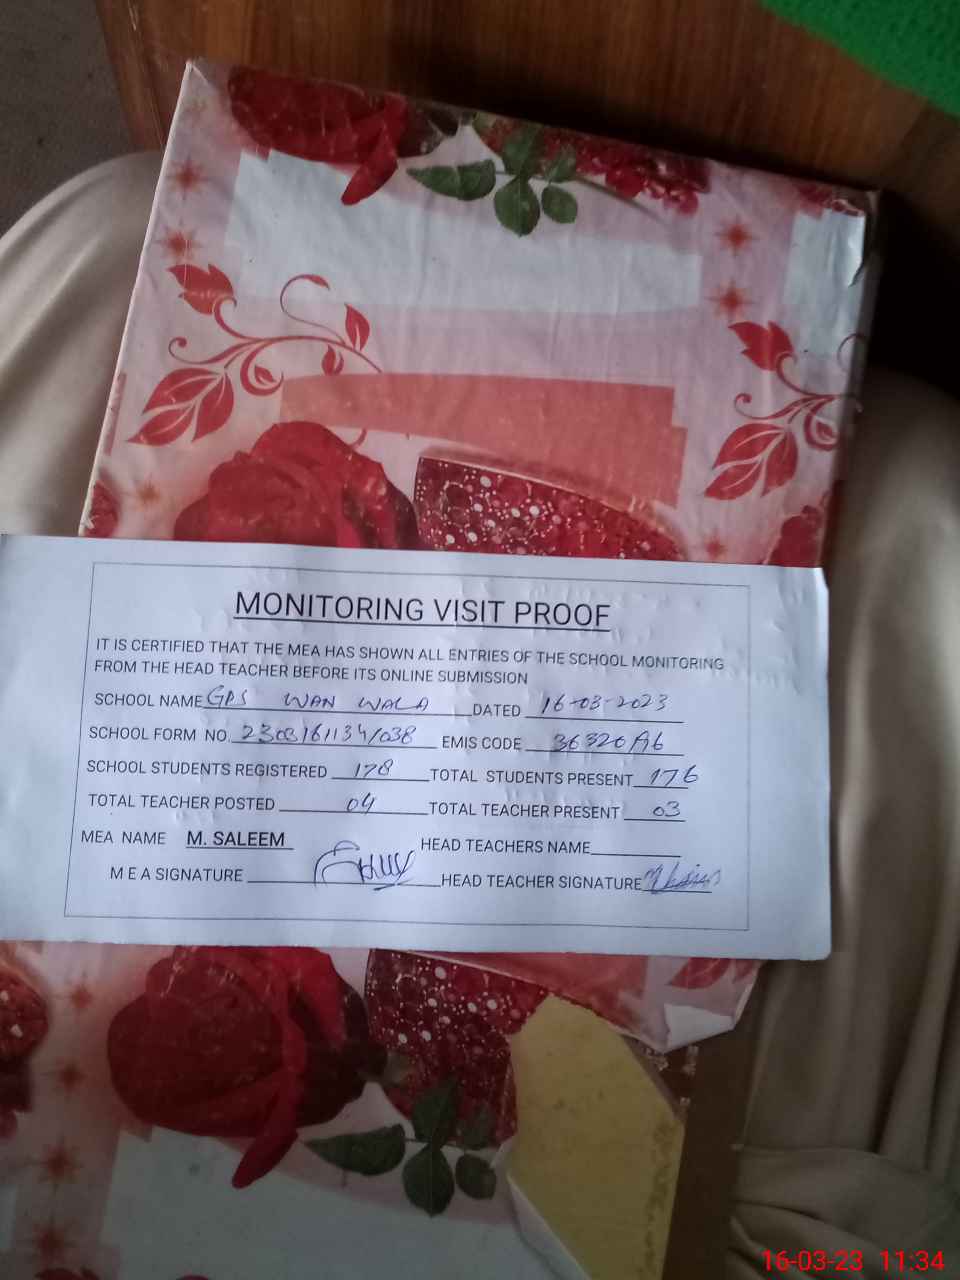 MONITORING VISIT PROOF
IT IS CERTIFIED THAT THE MEA HAS SHOWN ALL ENTRIES OF THE SCHOOL MONITORING
FROM THE HEAD TEACHER BEFORE ITS ONLINE SUBMISSION
SCHOOL NAME GPS WAN WALA DATED 16-03-2023
SCHOOL FORM NO. 2303161134/038 EMIS CODE 36320
SCHOOL STUDENTS REGISTERED 178 TOTAL STUDENTS PRESENT 176
TOTAL TEACHER POSTED 04 TOTAL TEACHER PRESENT 03
MEA NAME M. SALEEM HEAD TEACHERS NAME
M E A SIGNATURE HEAD TEACHER SIGNATURE
16-03-23 11:34